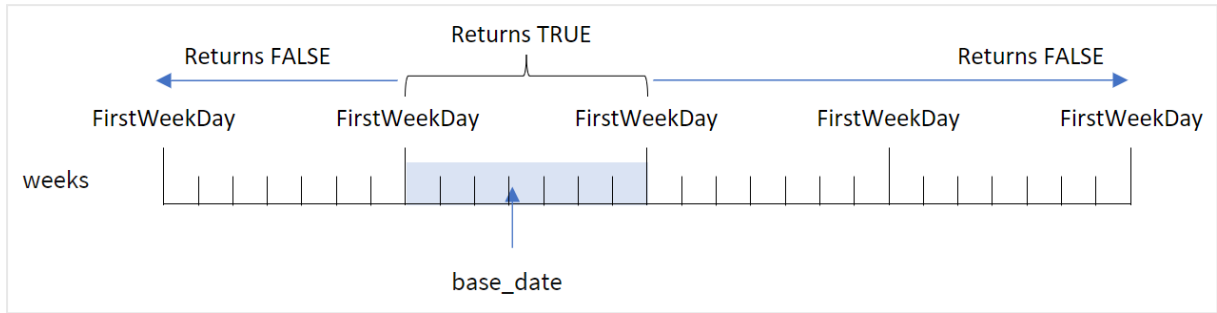 Returns TRUE
Returns FALSE Returns FALSE
FirstWeekDay FirstWeekDay FirstWeekDay FirstWeekDay FirstWeekDay
weeks
base_date